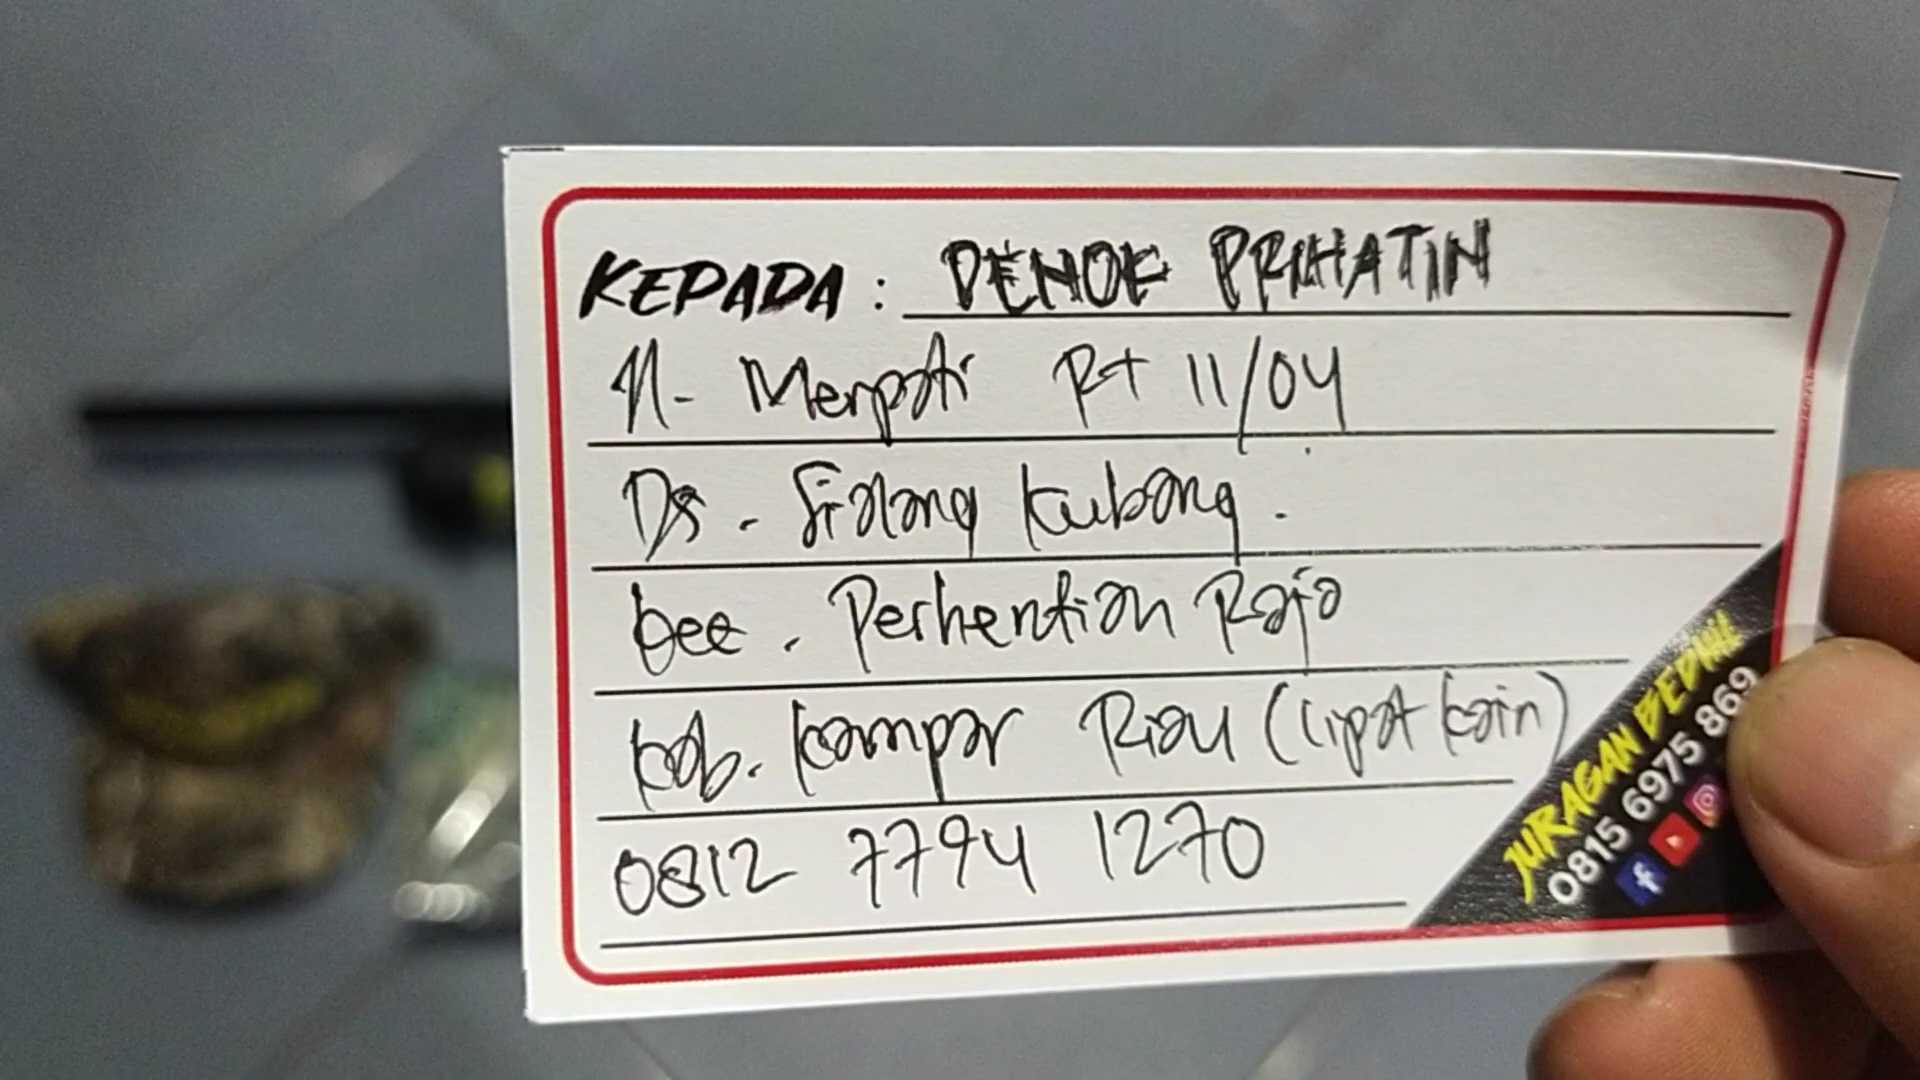 KEPADA : DENOK PRIHATIN
Jl. Merpati Rt 11/04
Ds. Sialang Kubang.
kec. Perhentian Raja
kab. kampar Riau (lipat kain)
0812 7794 1270
JURAGAN BEDHIL
0815 6975 869